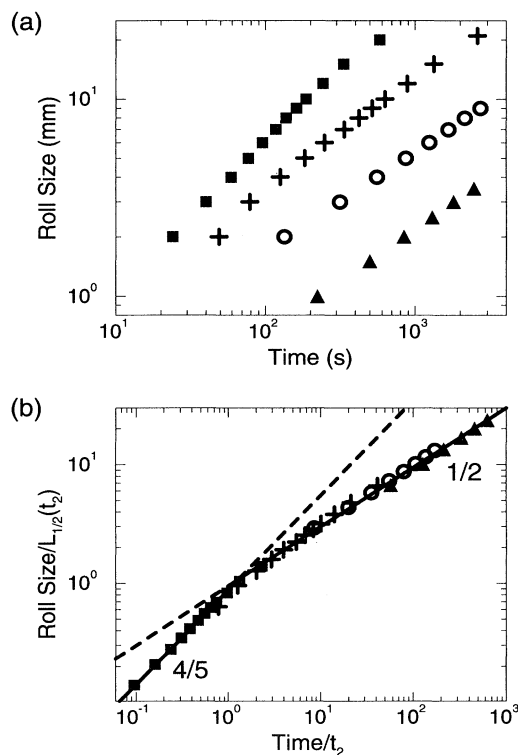 (a)
Roll Size (mm)
10¹
10⁰
10¹
10²
10³
Time (s)
(b)
Roll Size/L₁/₂(t₂)
10¹
10⁰
1/2
4/5
10⁻¹
10⁰
10¹
10²
10³
Time/t₂